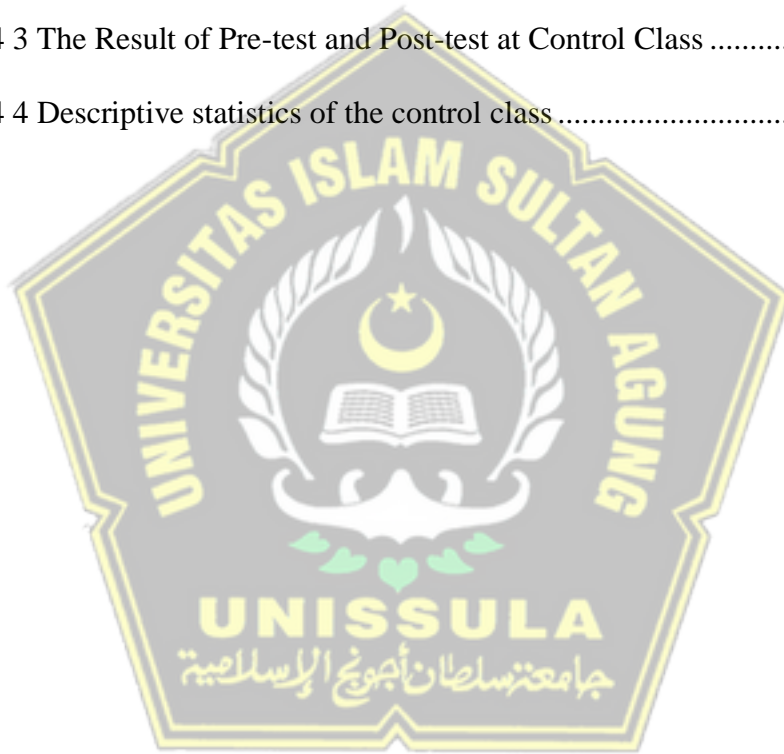 4 3 The Result of Pre-test and Post-test at Control Class ..........
4 4 Descriptive statistics of the control class ............................
UNIVERSITAS ISLAM SULTAN AGUNG
UNISSULA
جامعة سلطان أجونج الإسلامية